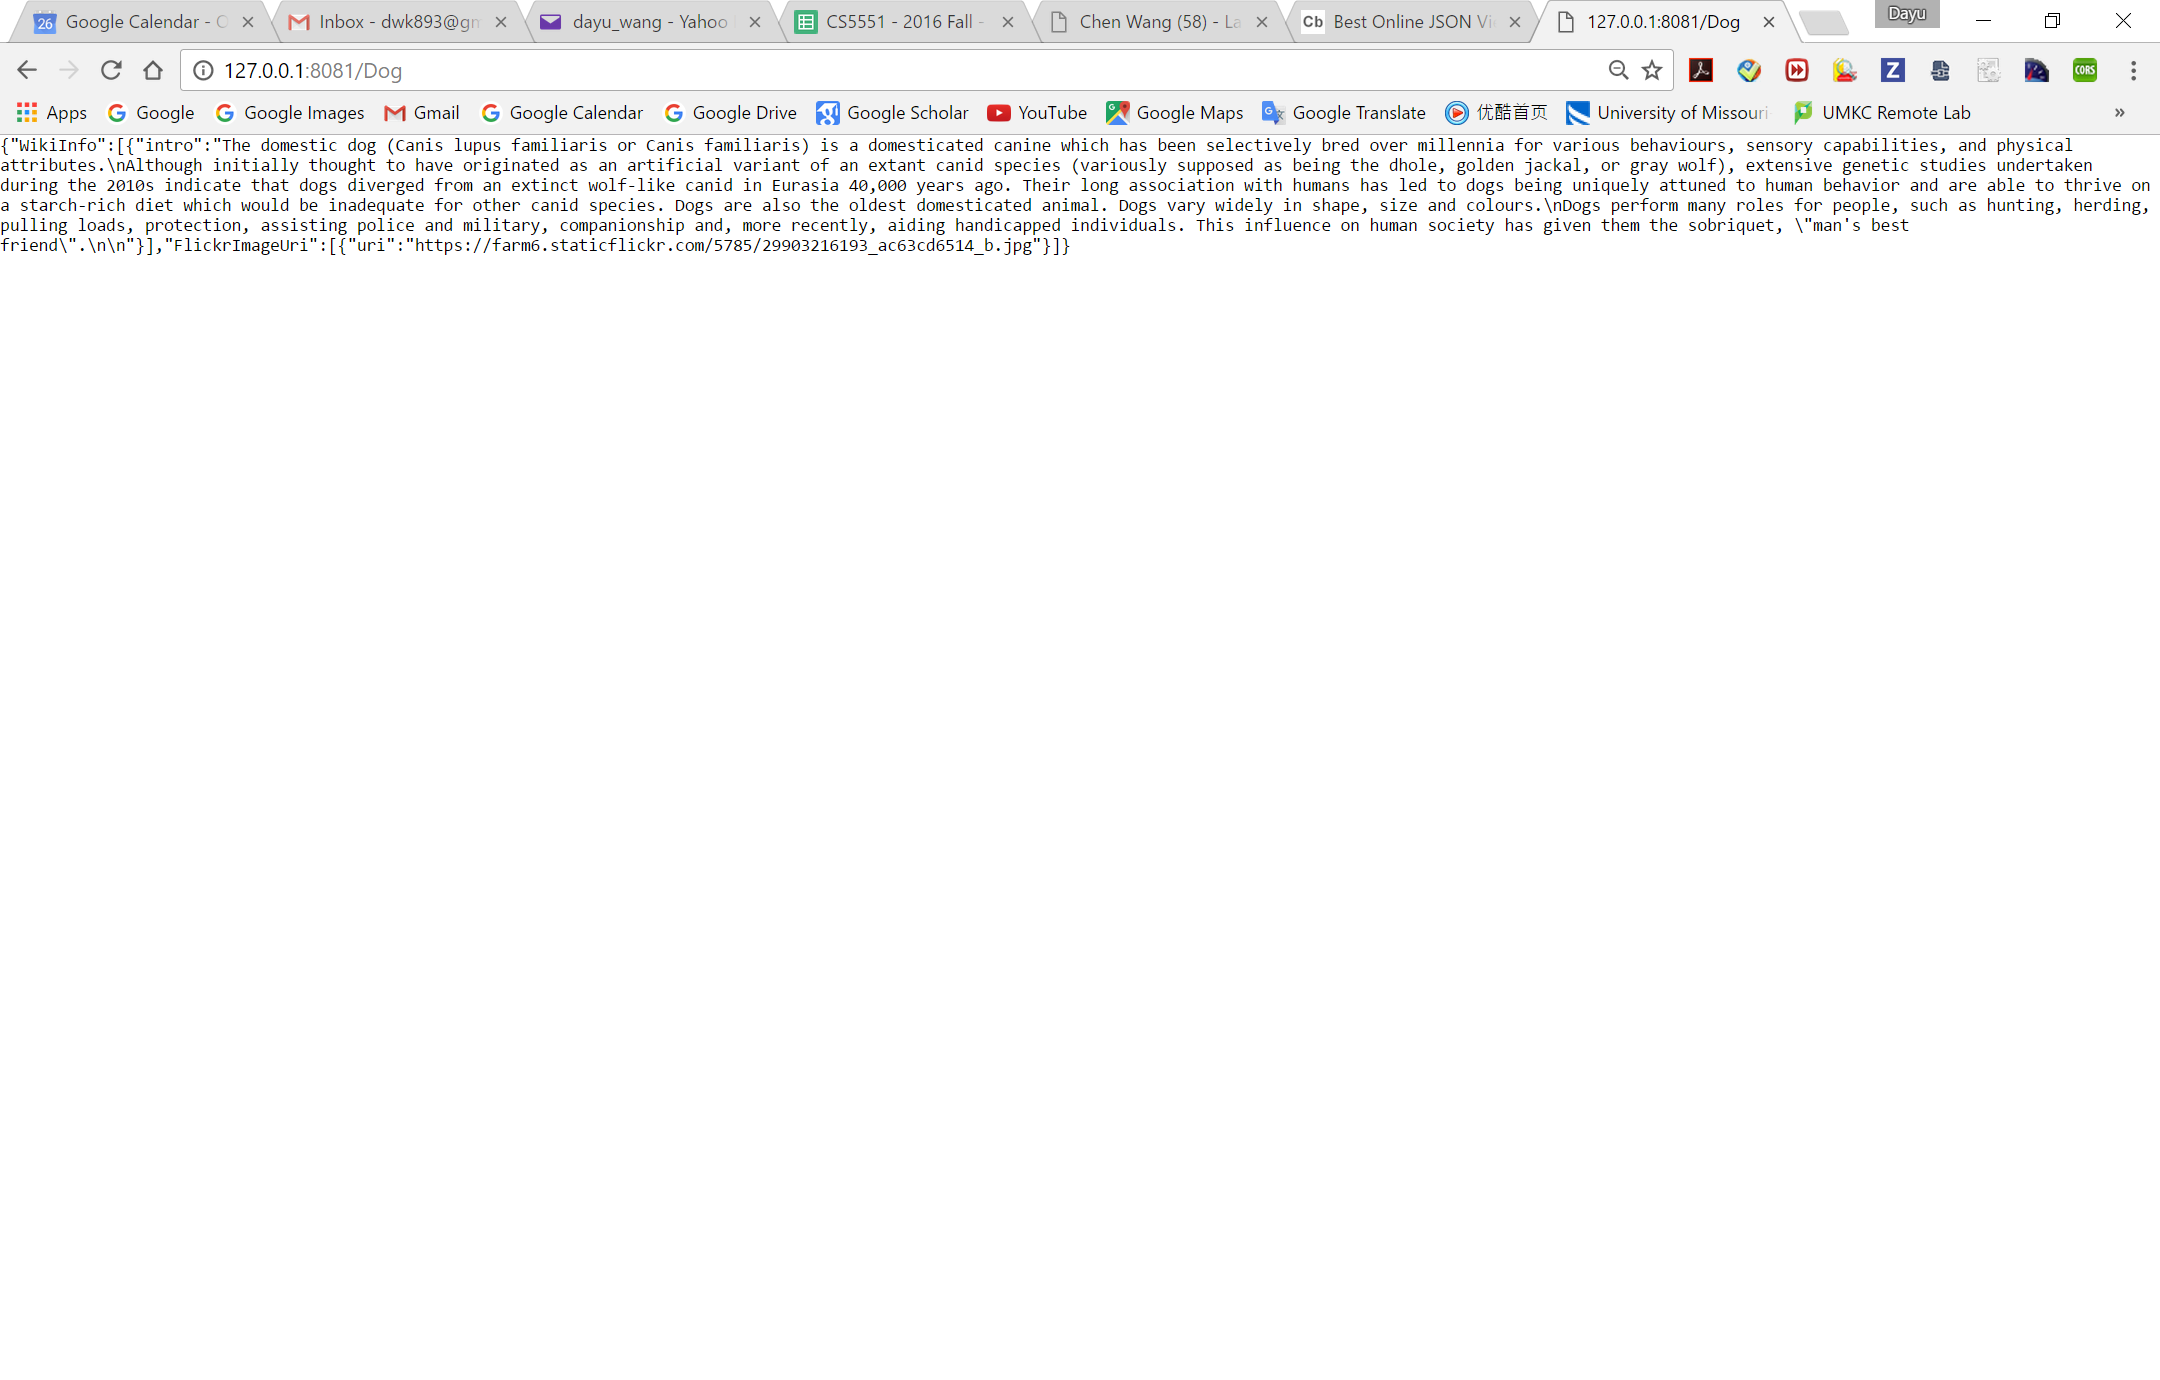 Google Calendar - O
Inbox - dwk893@gm
dayu_wang - Yahoo
CS5551 - 2016 Fall -
Chen Wang (58) - La
Cb Best Online JSON Vi
127.0.0.1:8081/Dog
Dayu
127.0.0.1:8081/Dog
Apps Google Google Images Gmail Google Calendar Google Drive Google Scholar YouTube Google Maps Google Translate 优酷首页 University of Missouri UMKC Remote Lab »
{"WikiInfo":[{"intro":"The domestic dog (Canis lupus familiaris or Canis familiaris) is a domesticated canine which has been selectively bred over millennia for various behaviours, sensory capabilities, and physical
attributes.\nAlthough initially thought to have originated as an artificial variant of an extant canid species (variously supposed as being the dhole, golden jackal, or gray wolf), extensive genetic studies undertaken
during the 2010s indicate that dogs diverged from an extinct wolf-like canid in Eurasia 40,000 years ago. Their long association with humans has led to dogs being uniquely attuned to human behavior and are able to thrive on
a starch-rich diet which would be inadequate for other canid species. Dogs are also the oldest domesticated animal. Dogs vary widely in shape, size and colours.\nDogs perform many roles for people, such as hunting, herding,
pulling loads, protection, assisting police and military, companionship and, more recently, aiding handicapped individuals. This influence on human society has given them the sobriquet, \"man's best
friend\".\n\n"}],"FlickrImageUri":[{"uri":"https://farm6.staticflickr.com/5785/29903216193_ac63cd6514_b.jpg"}]}